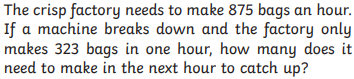 The crisp factory needs to make 875 bags an hour.
If a machine breaks down and the factory only
makes 323 bags in one hour, how many does it
need to make in the next hour to catch up?